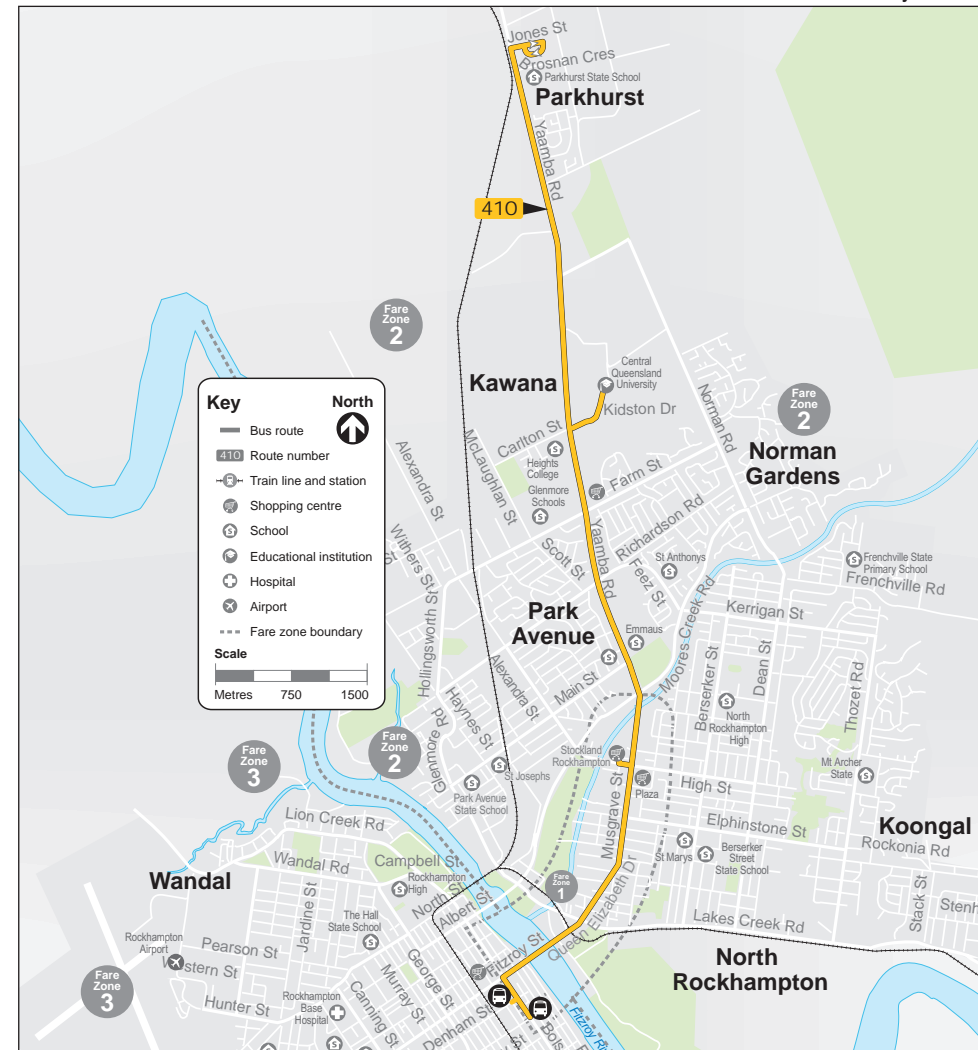 Jones St
Brosnan Cres
Parkhurst State School
Parkhurst
Yaamba Rd
410
Fare
Zone
2
Central
Queensland
University
Kawana
Kidston Dr
Norman Rd
Fare
Zone
2
Norman
Gardens
Key
North
Bus route
410 Route number
Train line and station
Shopping centre
School
Educational institution
Hospital
Airport
Fare zone boundary
Scale
Metres 750 1500
Alexandra St
McLaughlan St
Carlton St
Heights
College
Glenmore
Schools
Farm St
Richardson Rd
Yaamba Rd
Scott St
Feez St
St Anthonys
Withers St
St
Hollingsworth St
Frenchville State
Primary School
Frenchville Rd
Kerrigan St
Park
Avenue
Emmaus
Moores Creek Rd
Berserker St
Dean St
Thozet Rd
Main St
Alexandra St
Haynes St
Glenmore Rd
North
Rockhampton
High
Stockland
Rockhampton
Plaza
Mt Archer
State
Fare
Zone
3
Fare
Zone
2
St Josephs
Park Avenue
State School
Musgrave St
High St
Elphinstone St
Koongal
Rockonia Rd
Lion Creek Rd
Wandal Rd
Campbell St
Wandal
Rockhampton
High
North St
Albert St
Fare
Zone
1
St Marys
Berserker
Street
State School
Queen Elizabeth Dr
Lakes Creek Rd
Stack St
Stenh
Jardine St
The Hall
State School
Rockhampton
Airport
Pearson St
Western St
Hunter St
Fare
Zone
3
Rockhampton
Base
Hospital
Canning St
Murray St
George St
Denham St
Fitzroy St
St
Bols
Fitzroy Riv
North
Rockhampton